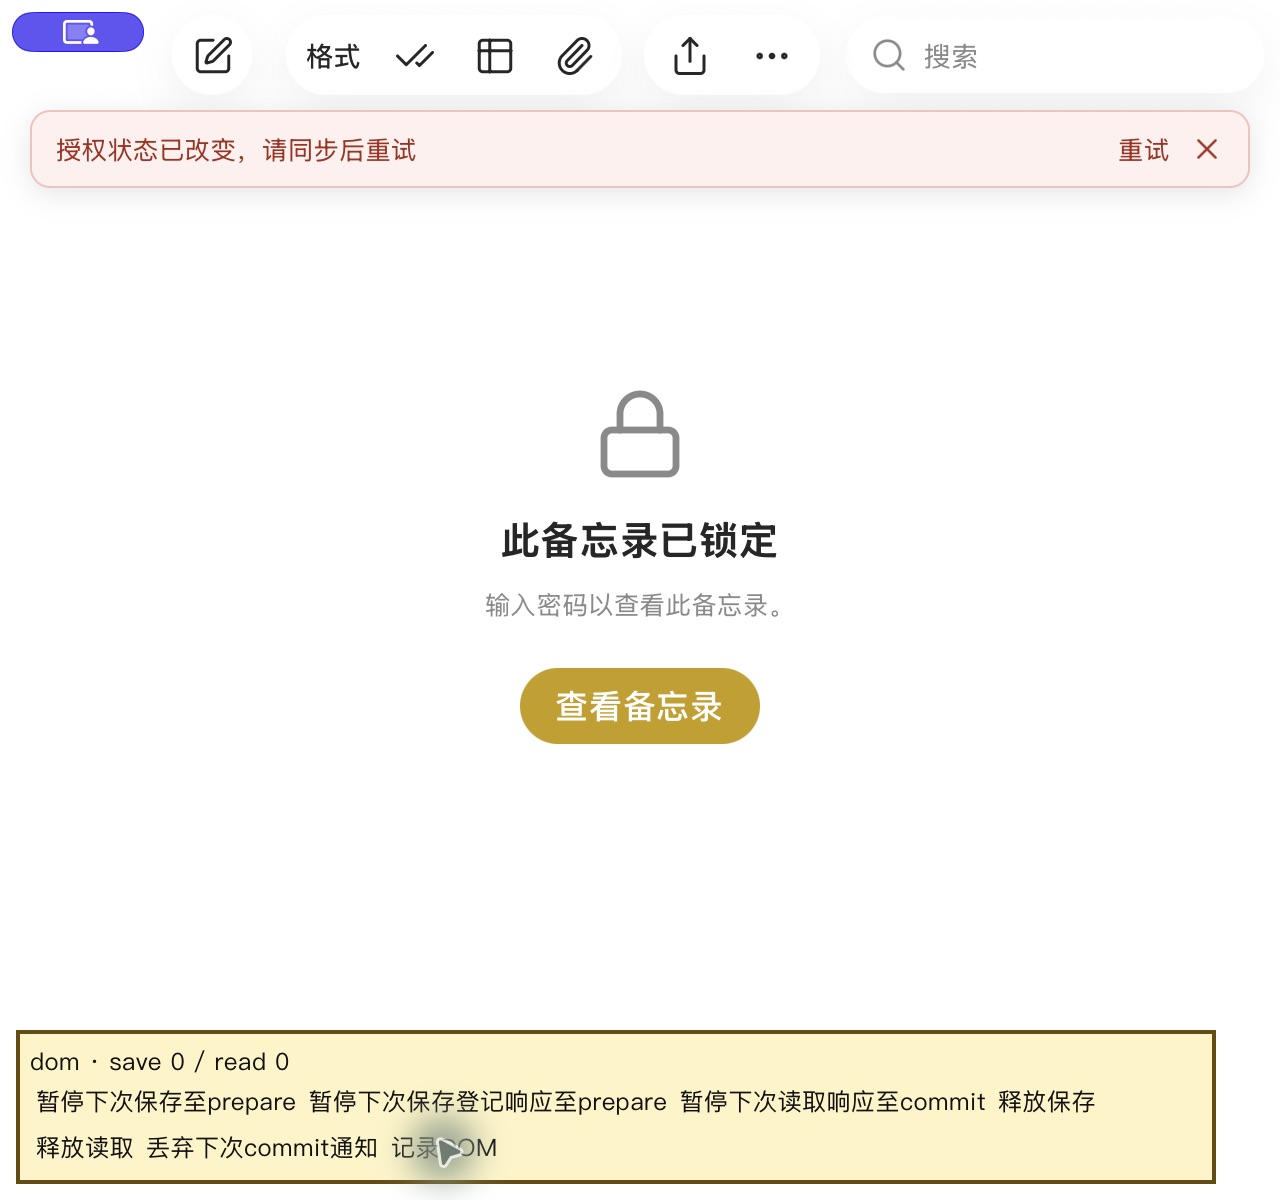 格式 搜索
授权状态已改变，请同步后重试 重试
此备忘录已锁定
输入密码以查看此备忘录。
查看备忘录
dom · save 0 / read 0
暂停下次保存至prepare 暂停下次保存登记响应至prepare 暂停下次读取响应至commit 释放保存
释放读取 丢弃下次commit通知 记录DOM